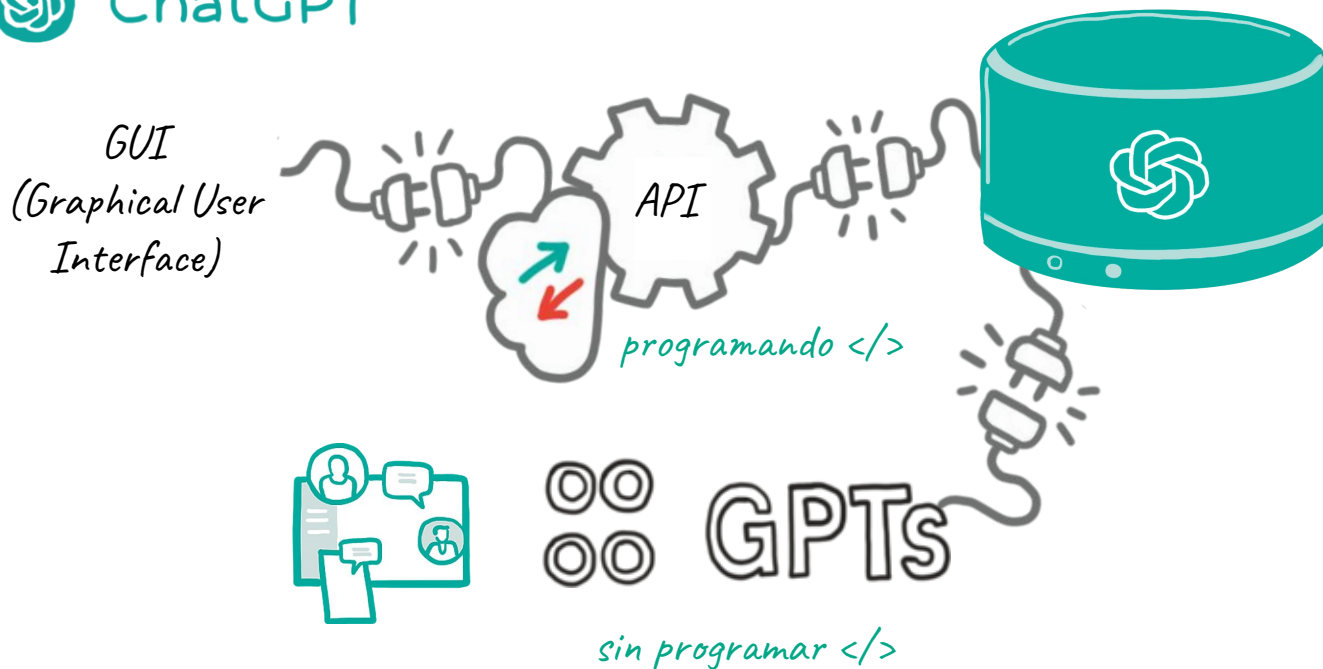 ChatGPT
GUI
(Graphical User
Interface)
API
programando </>
GPTs
sin programar </>